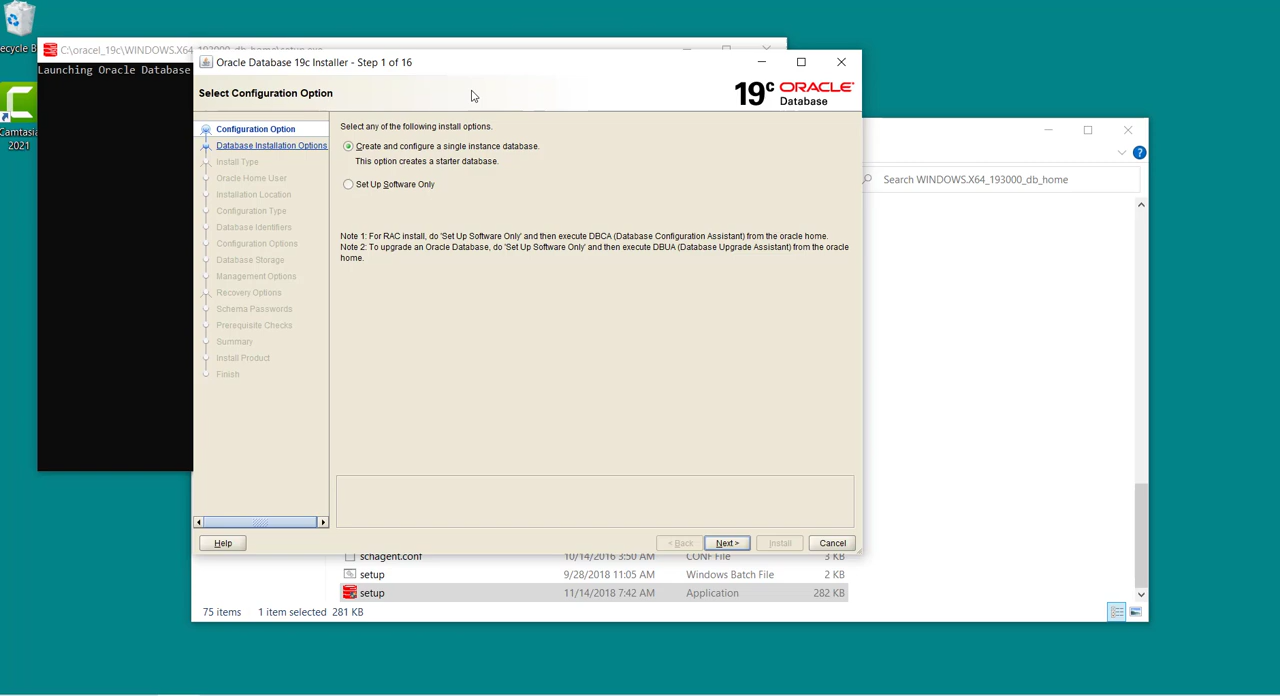 ecycle B
C:\oracel_19c\WINDOWS.X64_193000_db_home\setup.exe
Launching Oracle Database
Camtasia
2021
Oracle Database 19c Installer - Step 1 of 16
Select Configuration Option
19c ORACLE
Database
Configuration Option
Database Installation Options
Install Type
Oracle Home User
Installation Location
Configuration Type
Database Identifiers
Configuration Options
Database Storage
Management Options
Recovery Options
Schema Passwords
Prerequisite Checks
Summary
Install Product
Finish
Select any of the following install options.
Create and configure a single instance database.
This option creates a starter database.
Set Up Software Only
Note 1: For RAC install, do 'Set Up Software Only' and then execute DBCA (Database Configuration Assistant) from the oracle home.
Note 2: To upgrade an Oracle Database, do 'Set Up Software Only' and then execute DBUA (Database Upgrade Assistant) from the oracle
home.
Help
< Back
Next >
Install
Cancel
?
Search WINDOWS.X64_193000_db_home
schagent.conf 10/14/2016 3:50 AM CONF File 3 KB
setup 9/28/2018 11:05 AM Windows Batch File 2 KB
setup 11/14/2018 7:42 AM Application 282 KB
75 items 1 item selected 281 KB